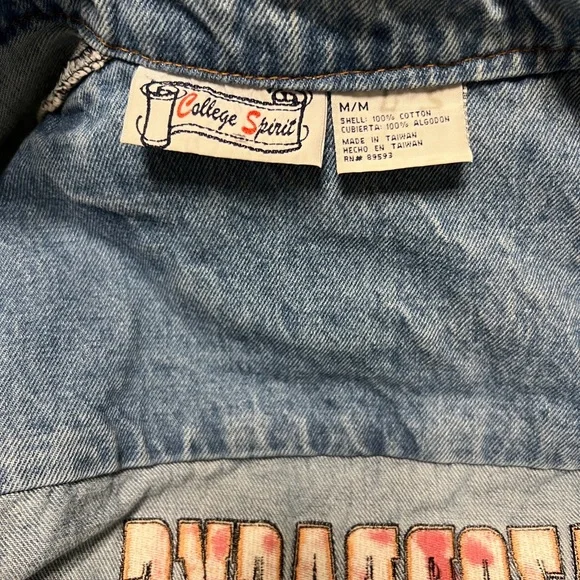 College Spirit
M/M
SHELL: 100% COTTON
CUBIERTA: 100% ALGODON
MADE IN TAIWAN
HECHO EN TAIWAN
RN# 89593